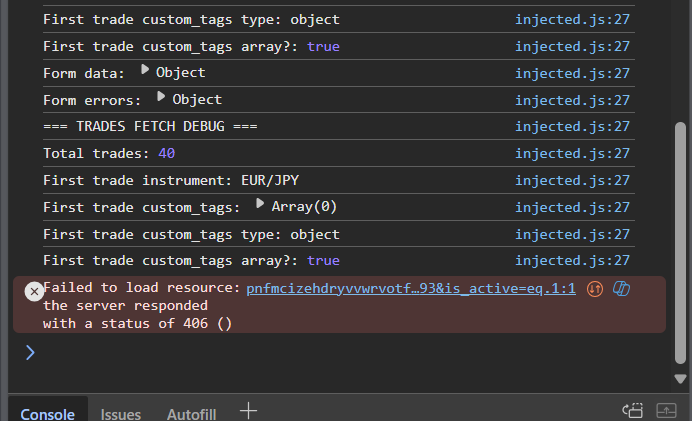 First trade custom_tags type: object injected.js:27
First trade custom_tags array?: true injected.js:27
Form data: Object injected.js:27
Form errors: Object injected.js:27
=== TRADES FETCH DEBUG === injected.js:27
Total trades: 40 injected.js:27
First trade instrument: EUR/JPY injected.js:27
First trade custom_tags: Array(0) injected.js:27
First trade custom_tags type: object injected.js:27
First trade custom_tags array?: true injected.js:27
Failed to load resource: pnfmcizehdryvvwrvotf…93&is_active=eq.1:1
the server responded
with a status of 406 ()
Console Issues Autofill